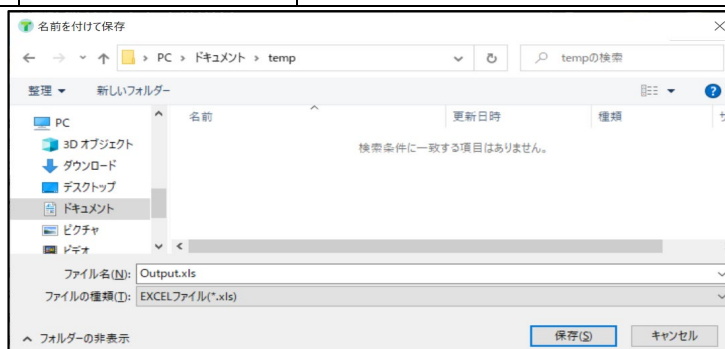 名前を付けて保存
PC > ドキュメント > temp
tempの検索
整理 新しいフォルダー
名前 更新日時 種類
検索条件に一致する項目はありません。
PC
3D オブジェクト
ダウンロード
デスクトップ
ドキュメント
ピクチャ
ビデオ
ファイル名(N): Output.xls
ファイルの種類(T): EXCELファイル(*.xls)
フォルダーの非表示
保存(S) キャンセル